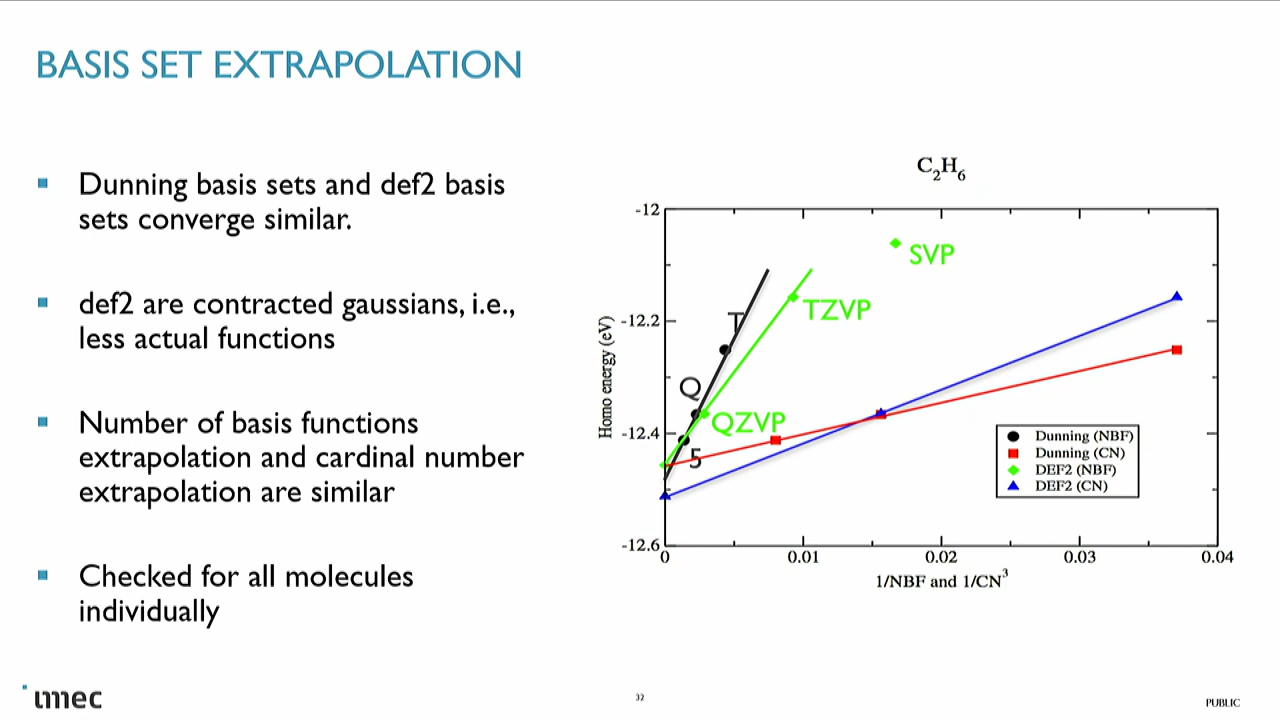 BASIS SET EXTRAPOLATION
Dunning basis sets and def2 basis
sets converge similar.
def2 are contracted gaussians, i.e.,
less actual functions
Number of basis functions
extrapolation and cardinal number
extrapolation are similar
Checked for all molecules
individually
C2H6
-12
-12.2
-12.4
-12.6
Homo energy (eV)
SVP
TZVP
T
Q
QZVP
5
Dunning (NBF)
Dunning (CN)
DEF2 (NBF)
DEF2 (CN)
0
0.01
0.02
0.03
0.04
1/NBF and 1/CN3
imec
32
PUBLIC